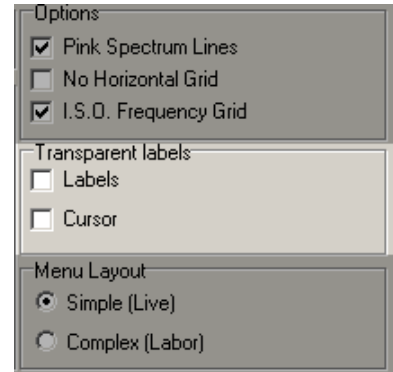 Options
Pink Spectrum Lines
No Horizontal Grid
I.S.O. Frequency Grid
Transparent labels
Labels
Cursor
Menu Layout
Simple (Live)
Complex (Labor)